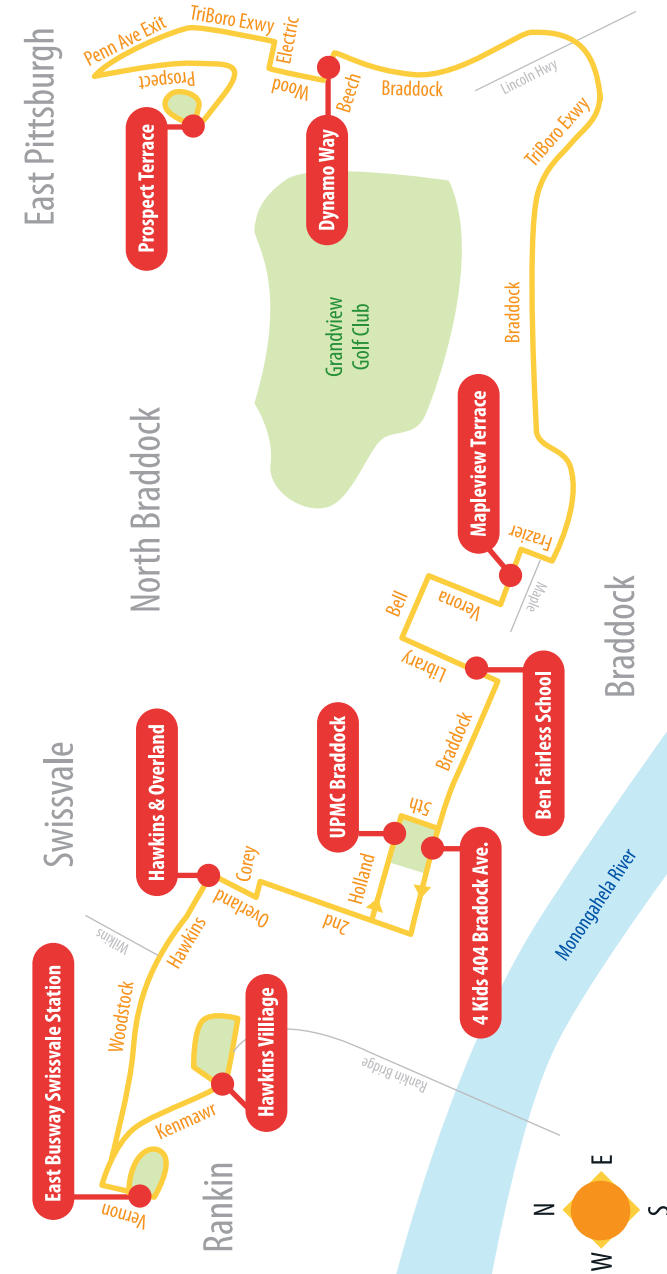 East Pittsburgh
Penn Ave Exit
TriBoro Exwy
Electric
Prospect
Wood
Beech
Braddock
Lincoln Hwy
TriBoro Exwy
Prospect Terrace
Dynamo Way
Grandview
Golf Club
Braddock
North Braddock
Mapleview Terrace
Frazier
Maple
Verona
Bell
Library
Braddock
Ben Fairless School
Braddock
5th
UPMC Braddock
Holland
4 Kids 404 Bradock Ave.
2nd
Swissvale
Hawkins & Overland
Corey
Overland
Hawkins
Wilkins
Woodstock
East Busway Swissvale Station
Hawkins Villiage
Kenmawr
Vernon
Rankin
Rankin Bridge
Monongahela River
N
E
S
W